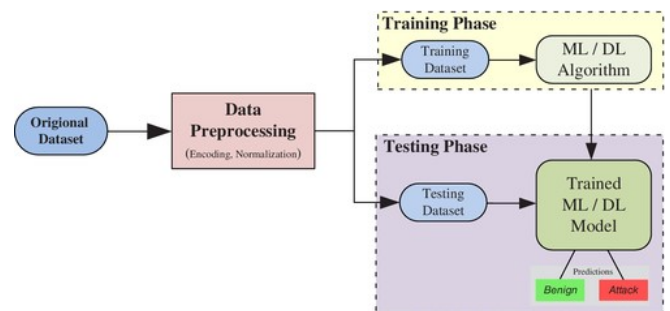 Training Phase
Training
Dataset
ML / DL
Algorithm
Origional
Dataset
Data
Preprocessing
(Encoding, Normalization)
Testing Phase
Testing
Dataset
Trained
ML / DL
Model
Predictions
Benign
Attack